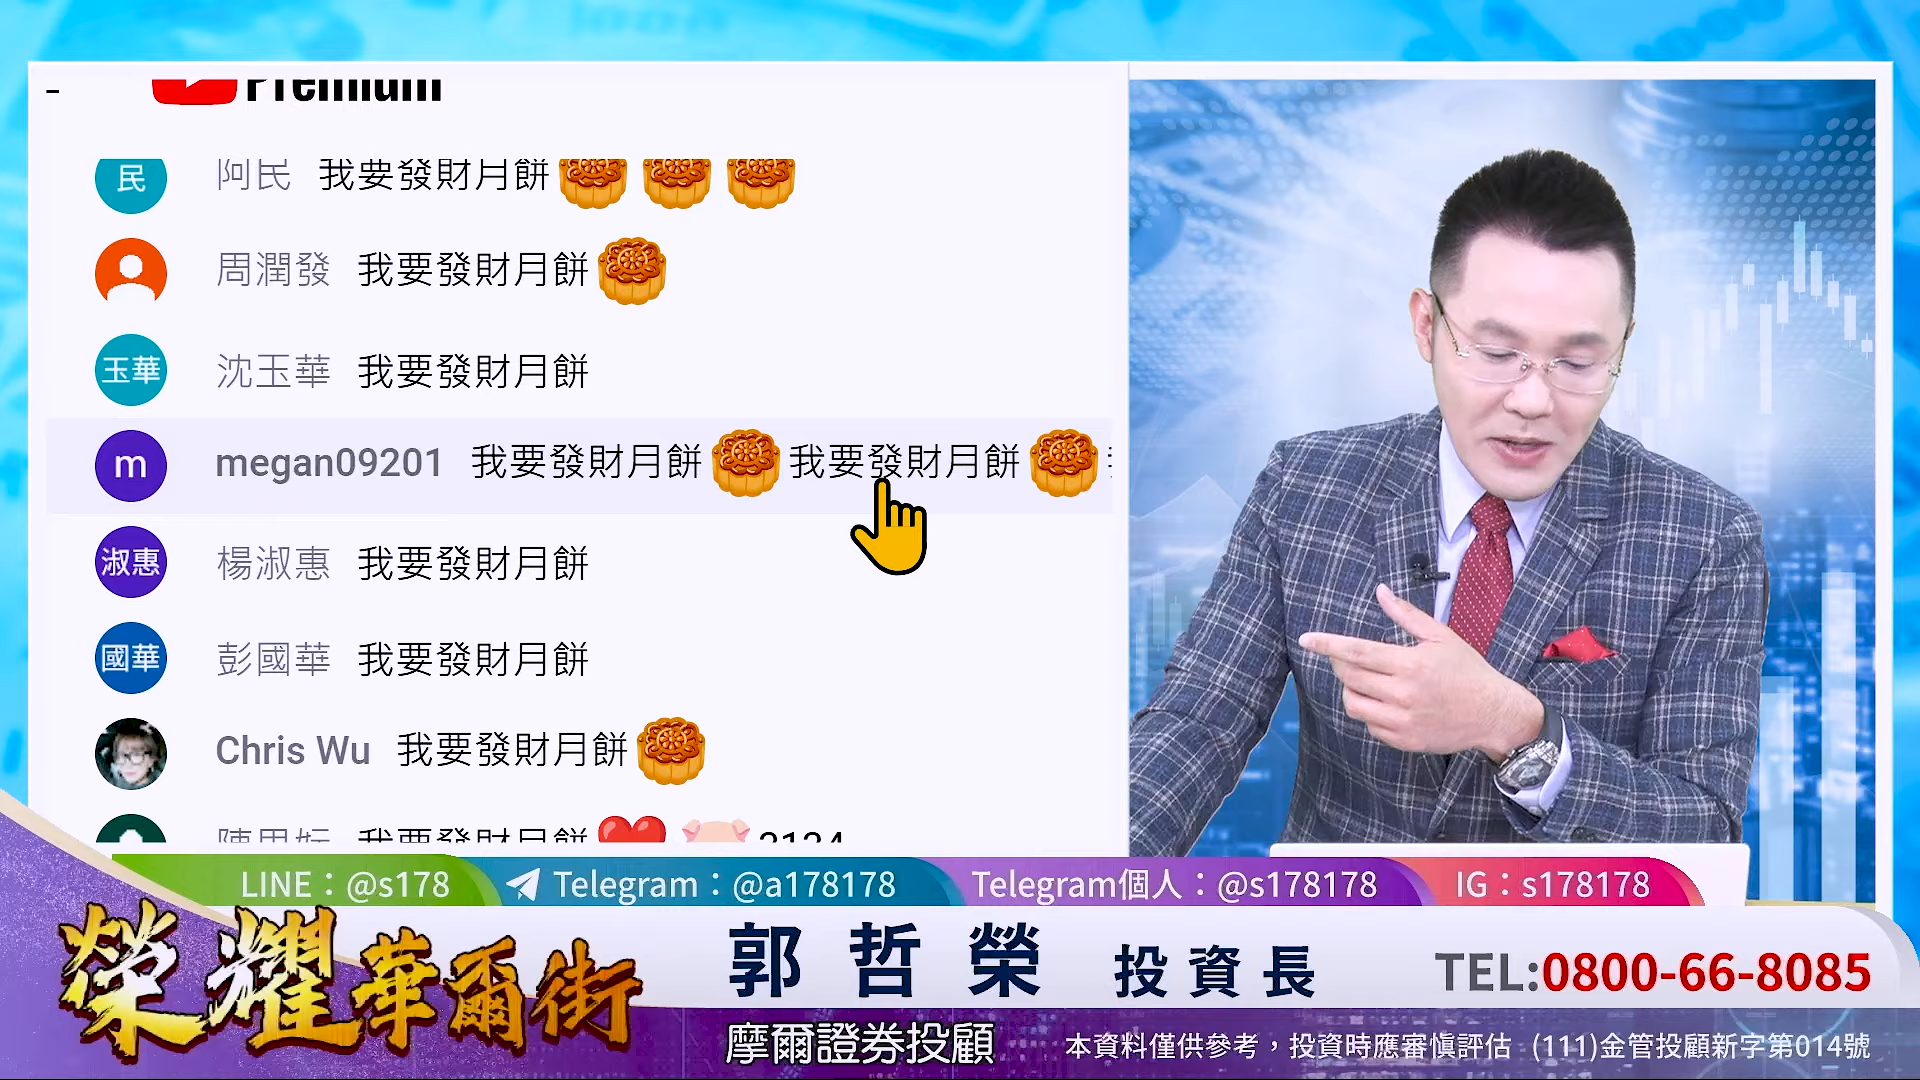 Premium
民 阿民 我要發財月餅
周潤發 我要發財月餅
玉華 沈玉華 我要發財月餅
m megan09201 我要發財月餅 我要發財月餅
淑惠 楊淑惠 我要發財月餅
國華 彭國華 我要發財月餅
Chris Wu 我要發財月餅
我要發財月餅
LINE:@s178 Telegram:@a178178 Telegram個人:@s178178 IG:s178178
榮耀華爾街
郭哲榮 投資長 TEL:0800-66-8085
摩爾證券投顧 本資料僅供參考,投資時應審慎評估 (111)金管投顧新字第014號